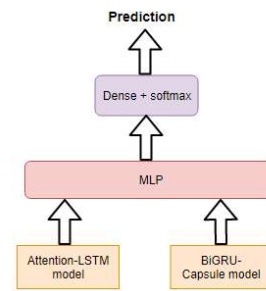 Prediction
Dense + softmax
MLP
Attention-LSTM
model
BiGRU-
Capsule model